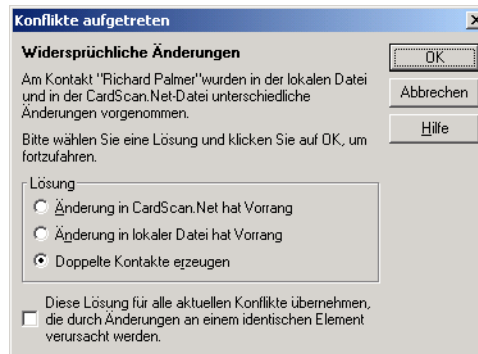 Konflikte aufgetreten
Widersprüchliche Änderungen
Am Kontakt "Richard Palmer"wurden in der lokalen Datei
und in der CardScan.Net-Datei unterschiedliche
Änderungen vorgenommen.
Bitte wählen Sie eine Lösung und klicken Sie auf OK, um
fortzufahren.
OK
Abbrechen
Hilfe
Lösung
Änderung in CardScan.Net hat Vorrang
Änderung in lokaler Datei hat Vorrang
Doppelte Kontakte erzeugen
Diese Lösung für alle aktuellen Konflikte übernehmen,
die durch Änderungen an einem identischen Element
verursacht werden.